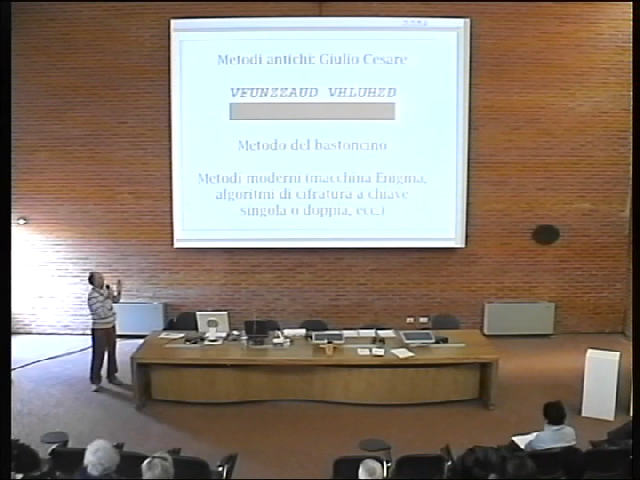 Metodi antichi: Giulio Cesare
VFUNZZAUD VHLUHZD
Metodo del bastoncino
Metodi moderni (macchina Enigma,
algoritmi di cifratura a chiave
singola o doppia, ecc.)